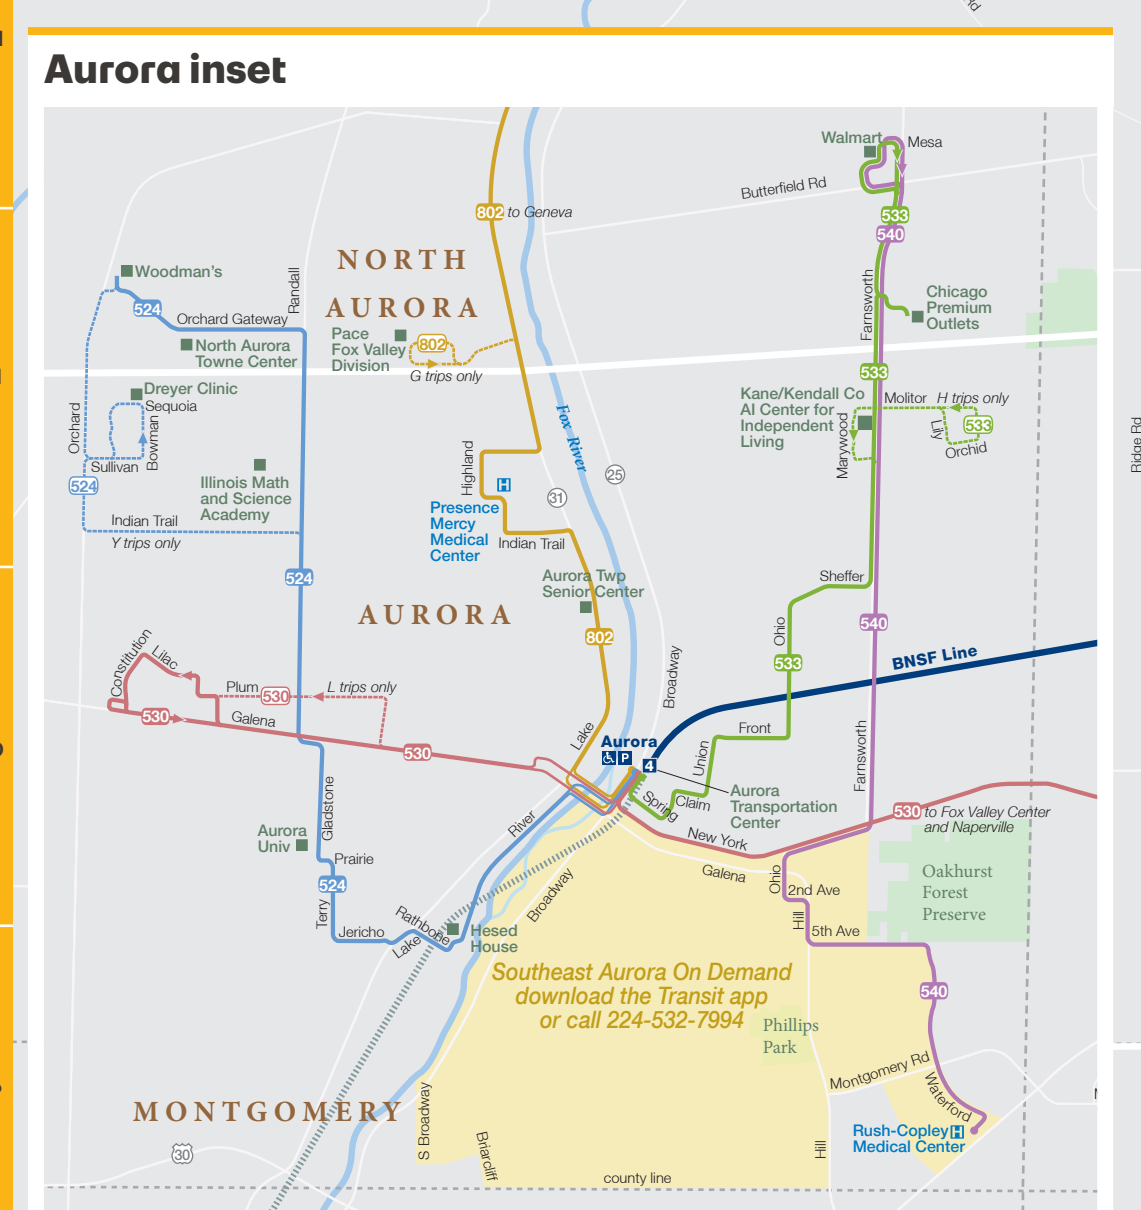 Aurora inset
Walmart
Mesa
Butterfield Rd
802 to Geneva
533
540
NORTH
AURORA
Woodman's
Randall
524
Orchard Gateway
Farnsworth
Chicago
Premium
Outlets
North Aurora
Towne Center
Pace
Fox Valley
Division
802
G trips only
533
Dreyer Clinic
Sequoia
Orchard
Bowman
Sullivan
524
Kane/Kendall Co
AI Center for
Independent
Living
Molitor
H trips only
533
Lily
Orchid
Marywood
Ridge Rd
Fox River
Highland
25
31
Illinois Math
and Science
Academy
Presence
Mercy
Medical
Center
H
Indian Trail
Indian Trail
Y trips only
524
Aurora Twp
Senior Center
Sheffer
AURORA
802
Ohio
540
533
BNSF Line
Constitution
Lilac
Plum
530
L trips only
530
Galena
530
Broadway
Lake
Aurora
P
4
Front
Union
Farnsworth
Spring
Claim
Aurora
Transportation
Center
530 to Fox Valley Center
and Naperville
New York
Galena
Gladstone
Aurora
Univ
River
Prairie
524
Terry
Jericho
Rathbone
Lake
Hesed
House
Broadway
Ohio
2nd Ave
Hill
5th Ave
Oakhurst
Forest
Preserve
Southeast Aurora On Demand
download the Transit app
or call 224-532-7994
540
Phillips
Park
Montgomery Rd
Waterford
MONTGOMERY
S Broadway
Briarcliff
Hill
Rush-Copley H
Medical Center
30
county line